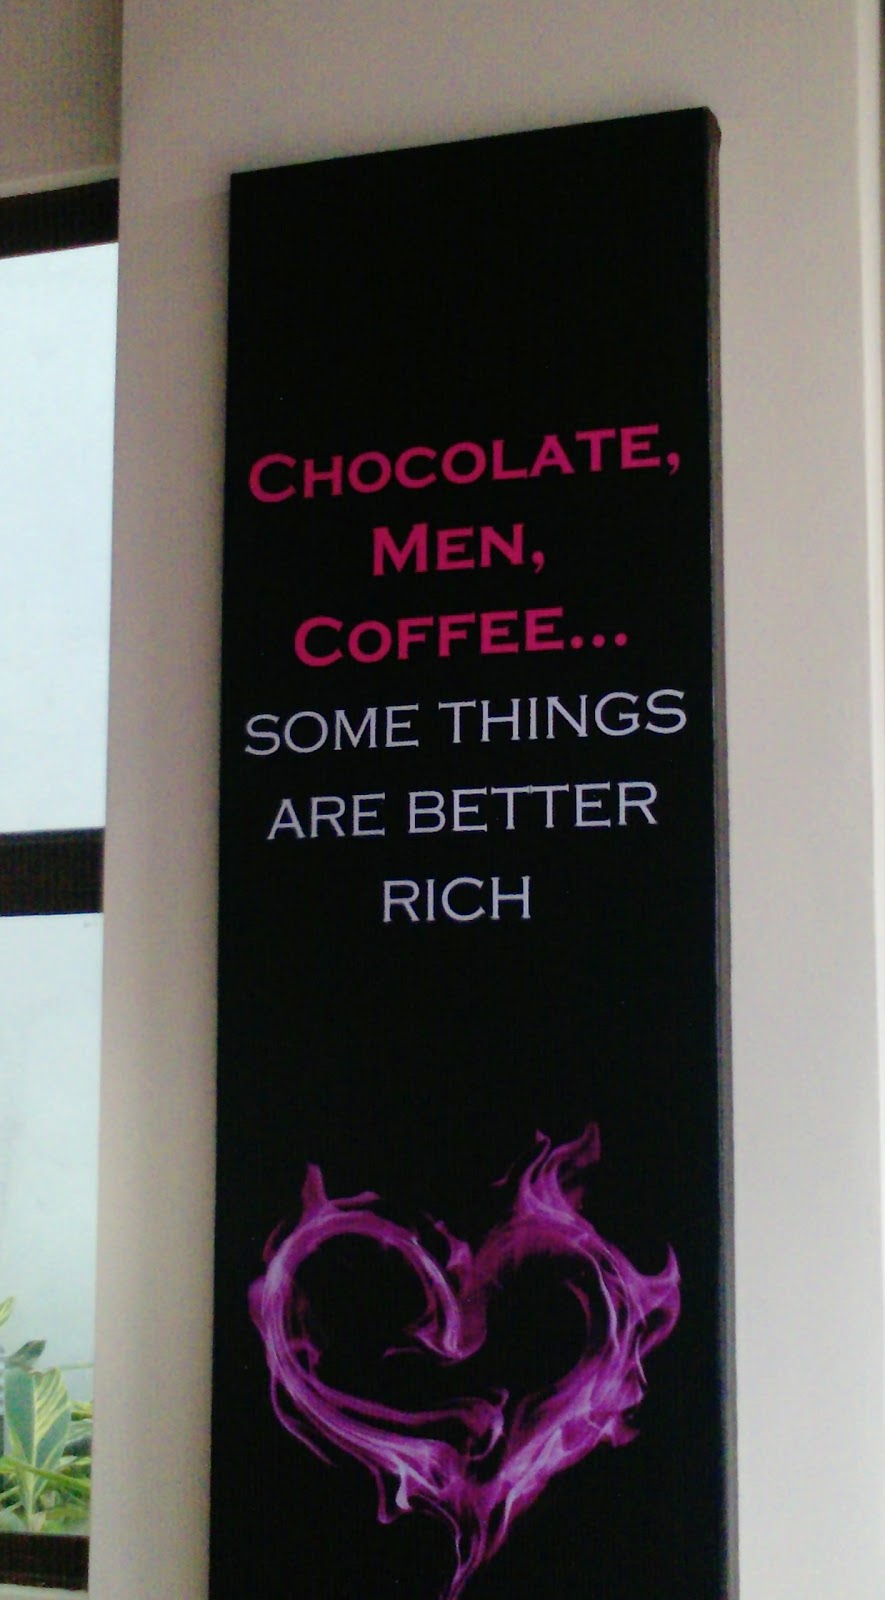 CHOCOLATE,
MEN,
COFFEE...
SOME THINGS
ARE BETTER
RICH